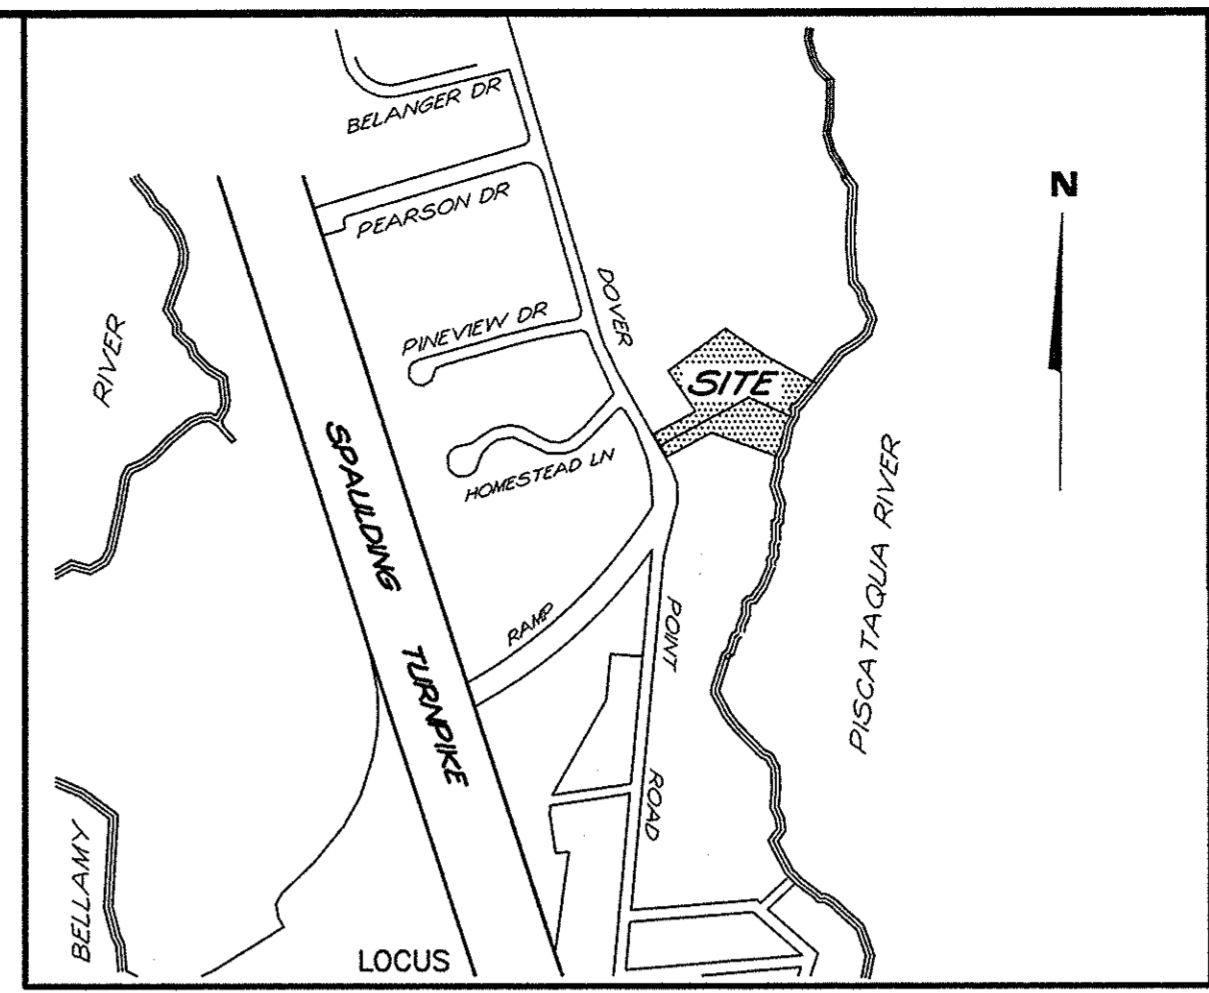 BELANGER DR
PEARSON DR
N
DOVER
PINEVIEW DR
RIVER
SITE
SPAULDING
HOMESTEAD LN
PISCATAQUA RIVER
RAMP
POINT
TURNPIKE
ROAD
BELLAMY
LOCUS